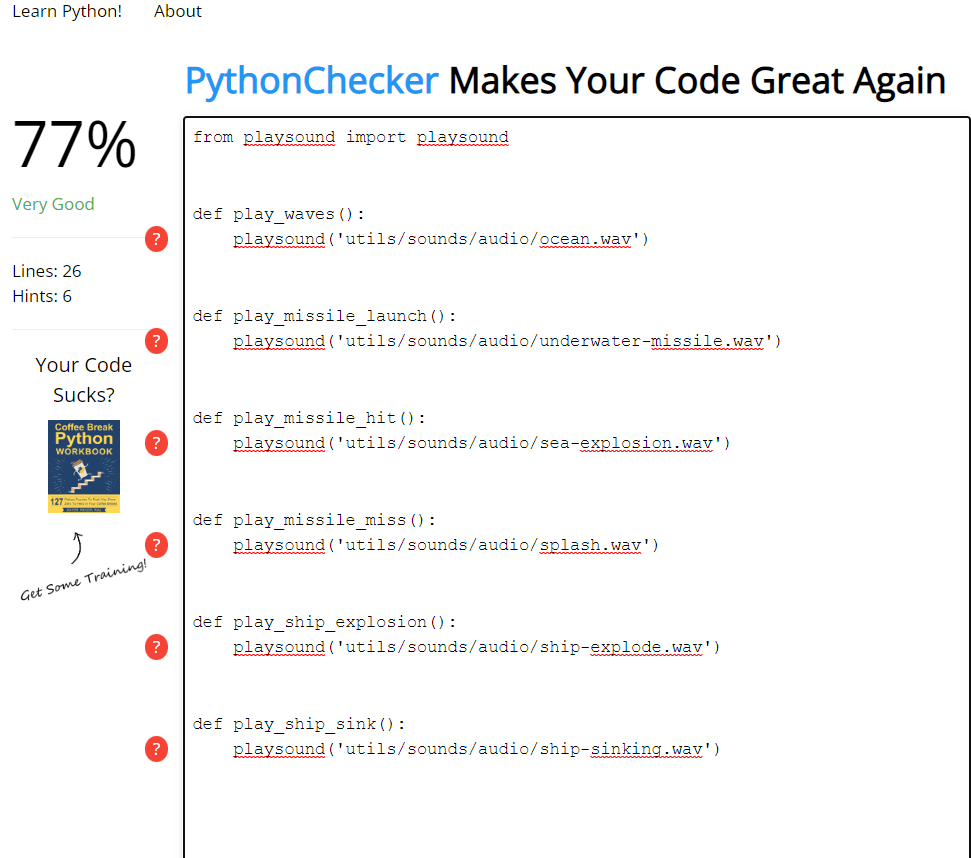 Learn Python! About
PythonChecker Makes Your Code Great Again
77%
Very Good
Lines: 26
Hints: 6
Your Code
Sucks?
Coffee Break
Python
WORKBOOK
127
Get Some Training!
?
?
?
?
?
?
from playsound import playsound
def play_waves():
    playsound('utils/sounds/audio/ocean.wav')
def play_missile_launch():
    playsound('utils/sounds/audio/underwater-missile.wav')
def play_missile_hit():
    playsound('utils/sounds/audio/sea-explosion.wav')
def play_missile_miss():
    playsound('utils/sounds/audio/splash.wav')
def play_ship_explosion():
    playsound('utils/sounds/audio/ship-explode.wav')
def play_ship_sink():
    playsound('utils/sounds/audio/ship-sinking.wav')